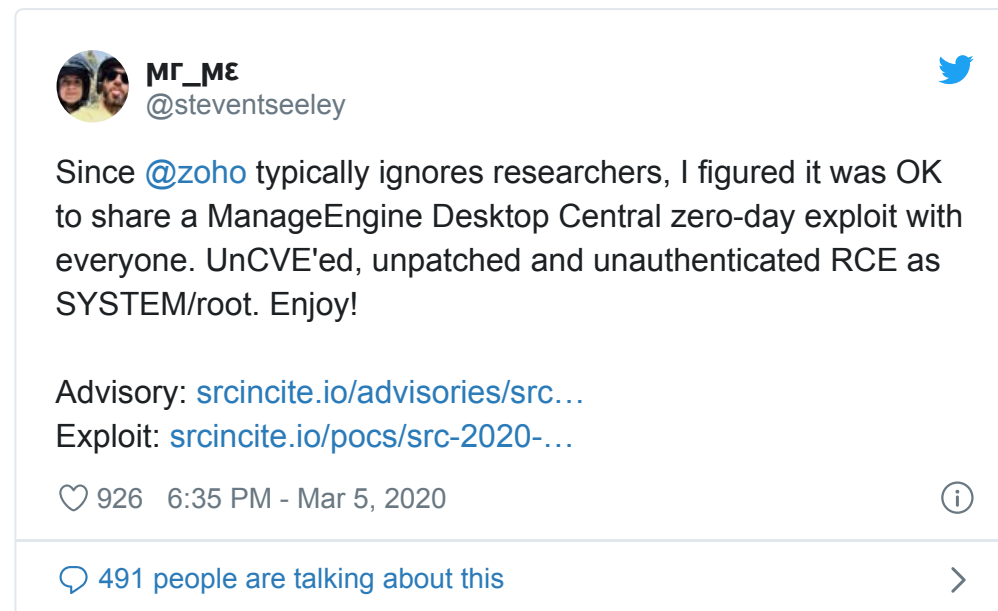 ϻг_ϻε
@steventseeley
Since @zoho typically ignores researchers, I figured it was OK
to share a ManageEngine Desktop Central zero-day exploit with
everyone. UnCVE'ed, unpatched and unauthenticated RCE as
SYSTEM/root. Enjoy!
Advisory: srcincite.io/advisories/src…
Exploit: srcincite.io/pocs/src-2020-…
926 6:35 PM - Mar 5, 2020
491 people are talking about this